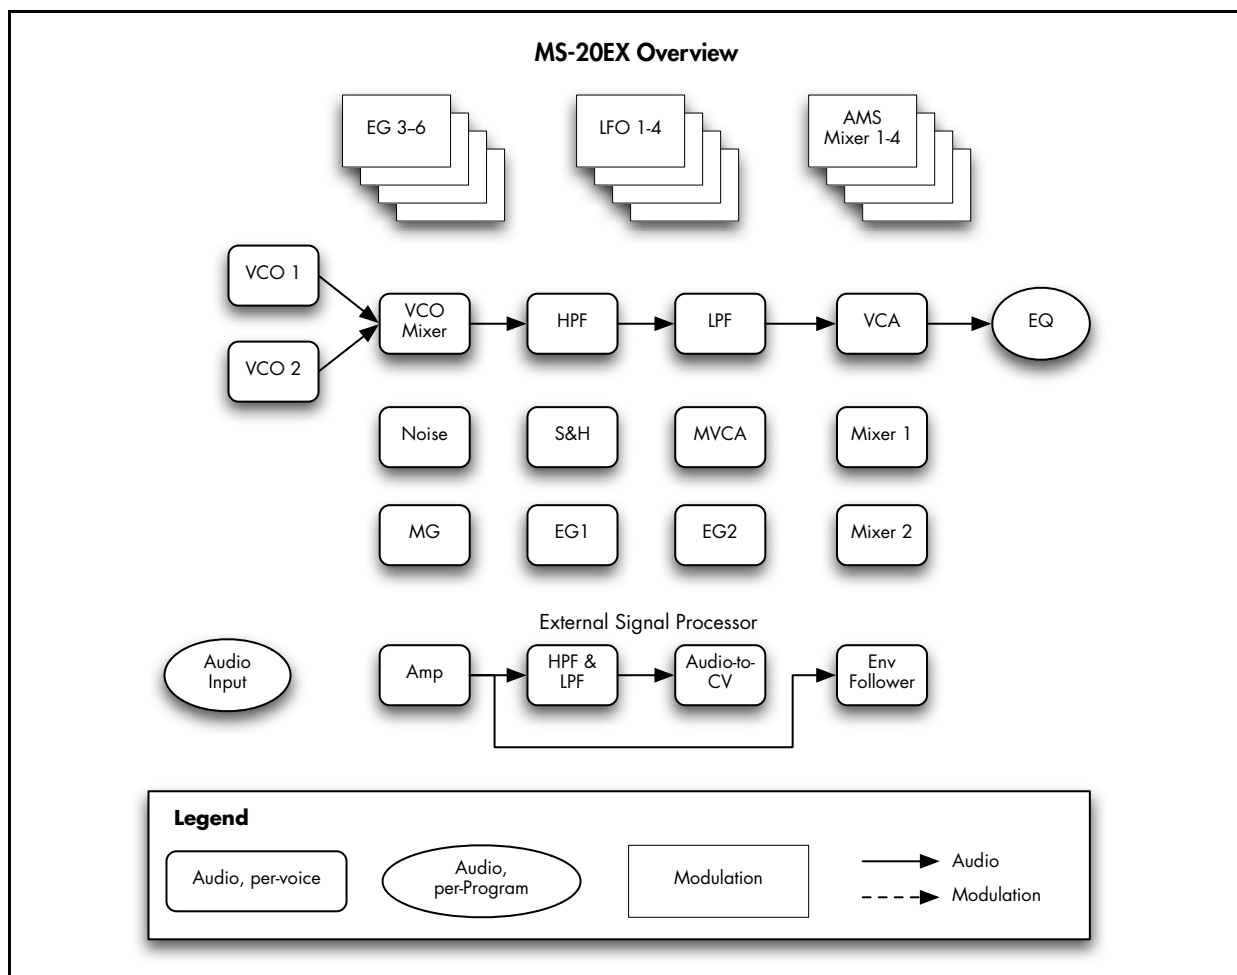 MS-20EX Overview
EG 3–6
LFO 1-4
AMS
Mixer 1-4
VCO 1
VCO 2
VCO
Mixer
HPF
LPF
VCA
EQ
Noise
S&H
MVCA
Mixer 1
MG
EG1
EG2
Mixer 2
External Signal Processor
Audio
Input
Amp
HPF &
LPF
Audio-to-
CV
Env
Follower
Legend
Audio, per-voice
Audio,
per-Program
Modulation
Audio
Modulation